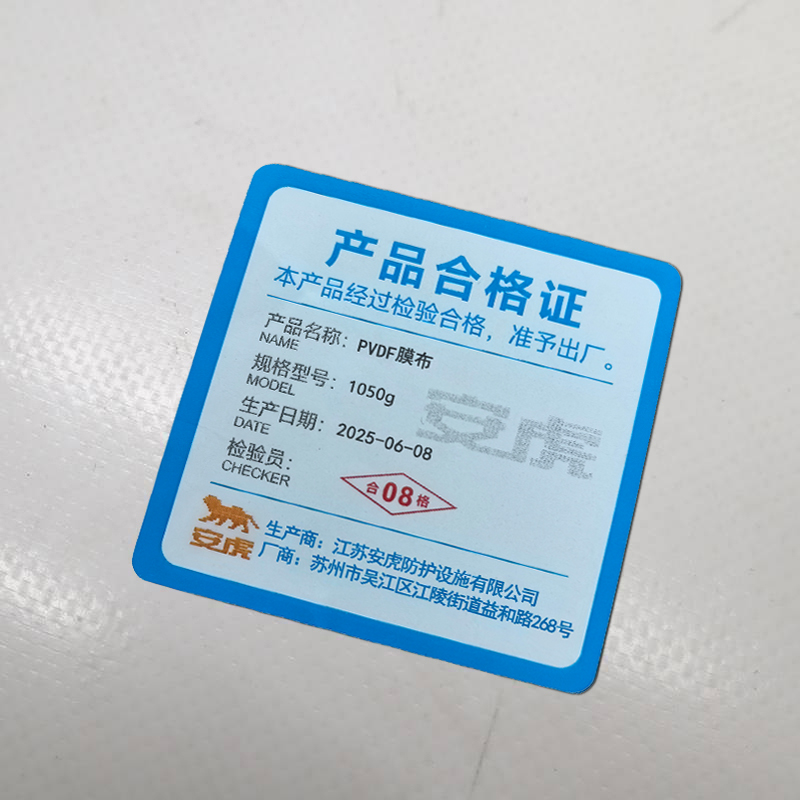 产品合格证
本产品经过检验合格，准予出厂。
产品名称：PVDF膜布
NAME
规格型号：1050g
MODEL
生产日期：2025-06-08
DATE
安虎
检验员：
CHECKER
合08格
安虎
生产商：江苏安虎防护设施有限公司
厂商：苏州市吴江区江陵街道益和路268号